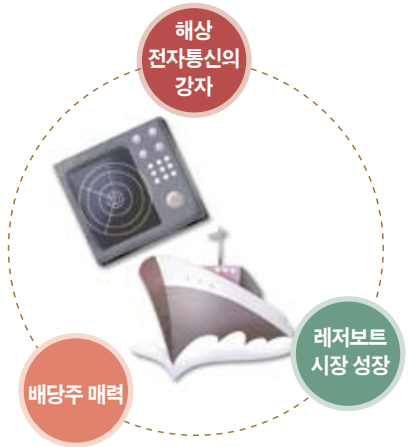 해상
전자통신의
강자
레저보트
시장 성장
배당주 매력